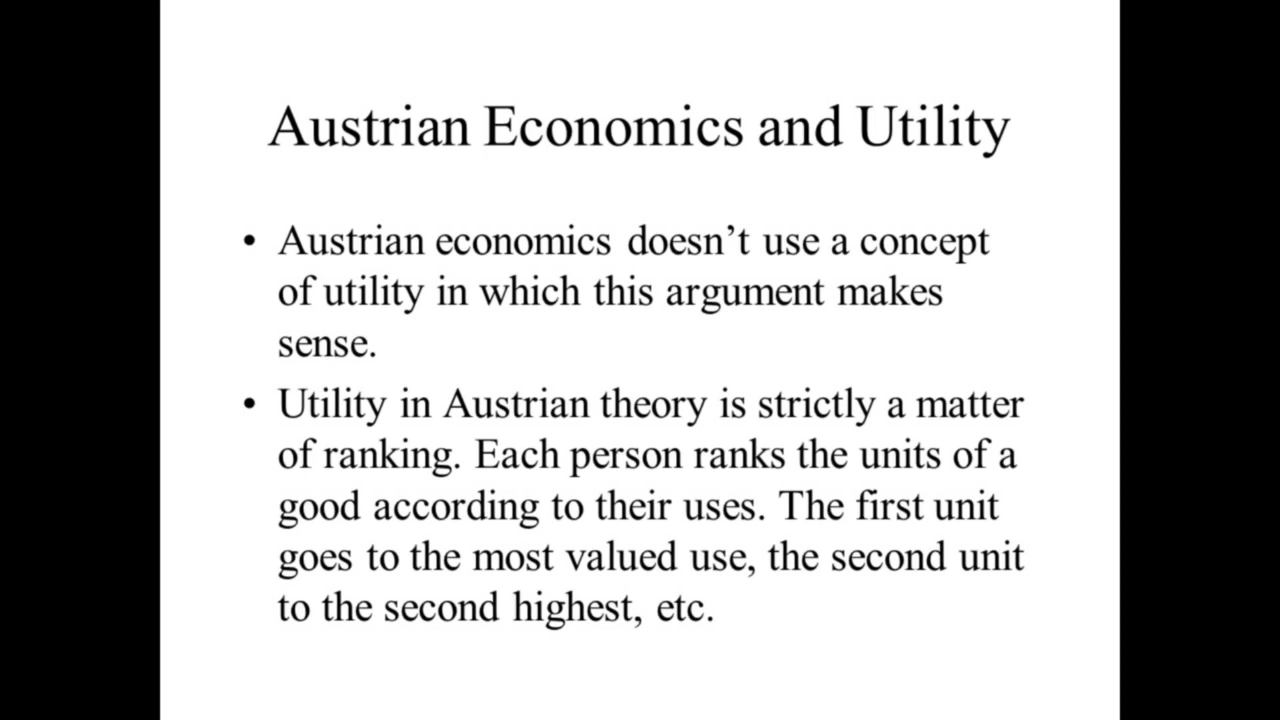 Austrian Economics and Utility
• Austrian economics doesn’t use a concept
of utility in which this argument makes
sense.
• Utility in Austrian theory is strictly a matter
of ranking. Each person ranks the units of a
good according to their uses. The first unit
goes to the most valued use, the second unit
to the second highest, etc.